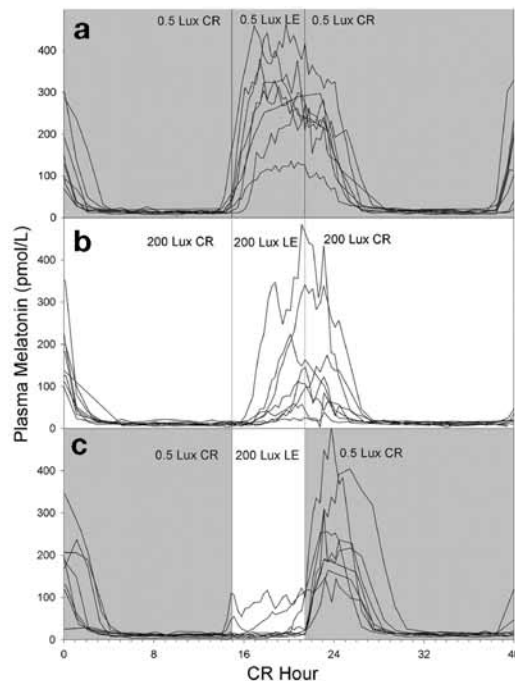 a
0.5 Lux CR 0.5 Lux LE 0.5 Lux CR
500
400
300
200
100
0
b
200 Lux CR 200 Lux LE 200 Lux CR
400
300
200
100
0
c
0.5 Lux CR 200 Lux LE 0.5 Lux CR
400
300
200
100
0
Plasma Melatonin (pmol/L)
0 8 16 24 32 40
CR Hour